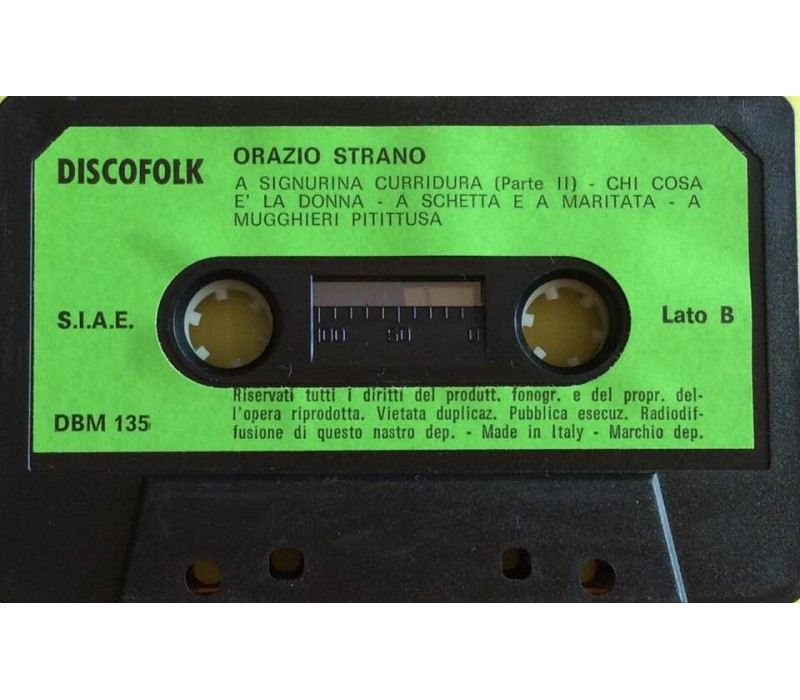 DISCOFOLK
ORAZIO STRANO
A SIGNURINA CURRIDURA (Parte II) - CHI COSA
E' LA DONNA - A SCHETTA E A MARITATA - A
MUGGHIERI PITITTUSA
S.I.A.E.
100 50 0
Lato B
DBM 135
Riservati tutti i diritti del produtt. fonogr. e del propr. del-
l'opera riprodotta. Vietata duplicaz. Pubblica esecuz. Radiodif-
fusione di questo nastro dep. - Made in Italy - Marchio dep.